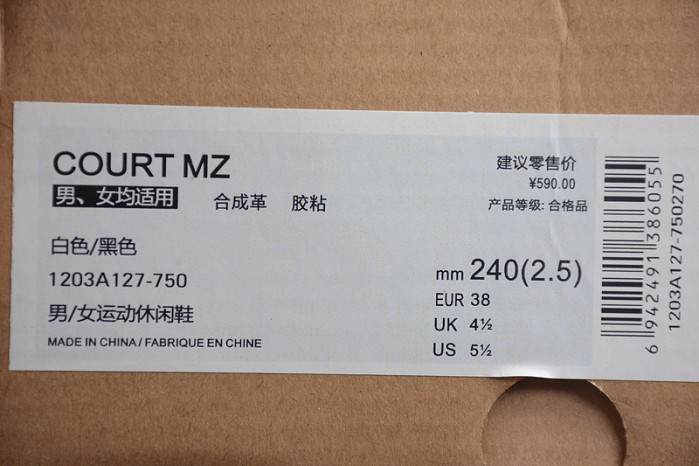 COURT MZ
男、女均适用 合成革 胶粘
白色/黑色
1203A127-750
男/女运动休闲鞋
MADE IN CHINA / FABRIQUE EN CHINE
建议零售价
¥590.00
产品等级: 合格品
mm 240(2.5)
EUR 38
UK 4½
US 5½
6942491386055
1203A127-750270